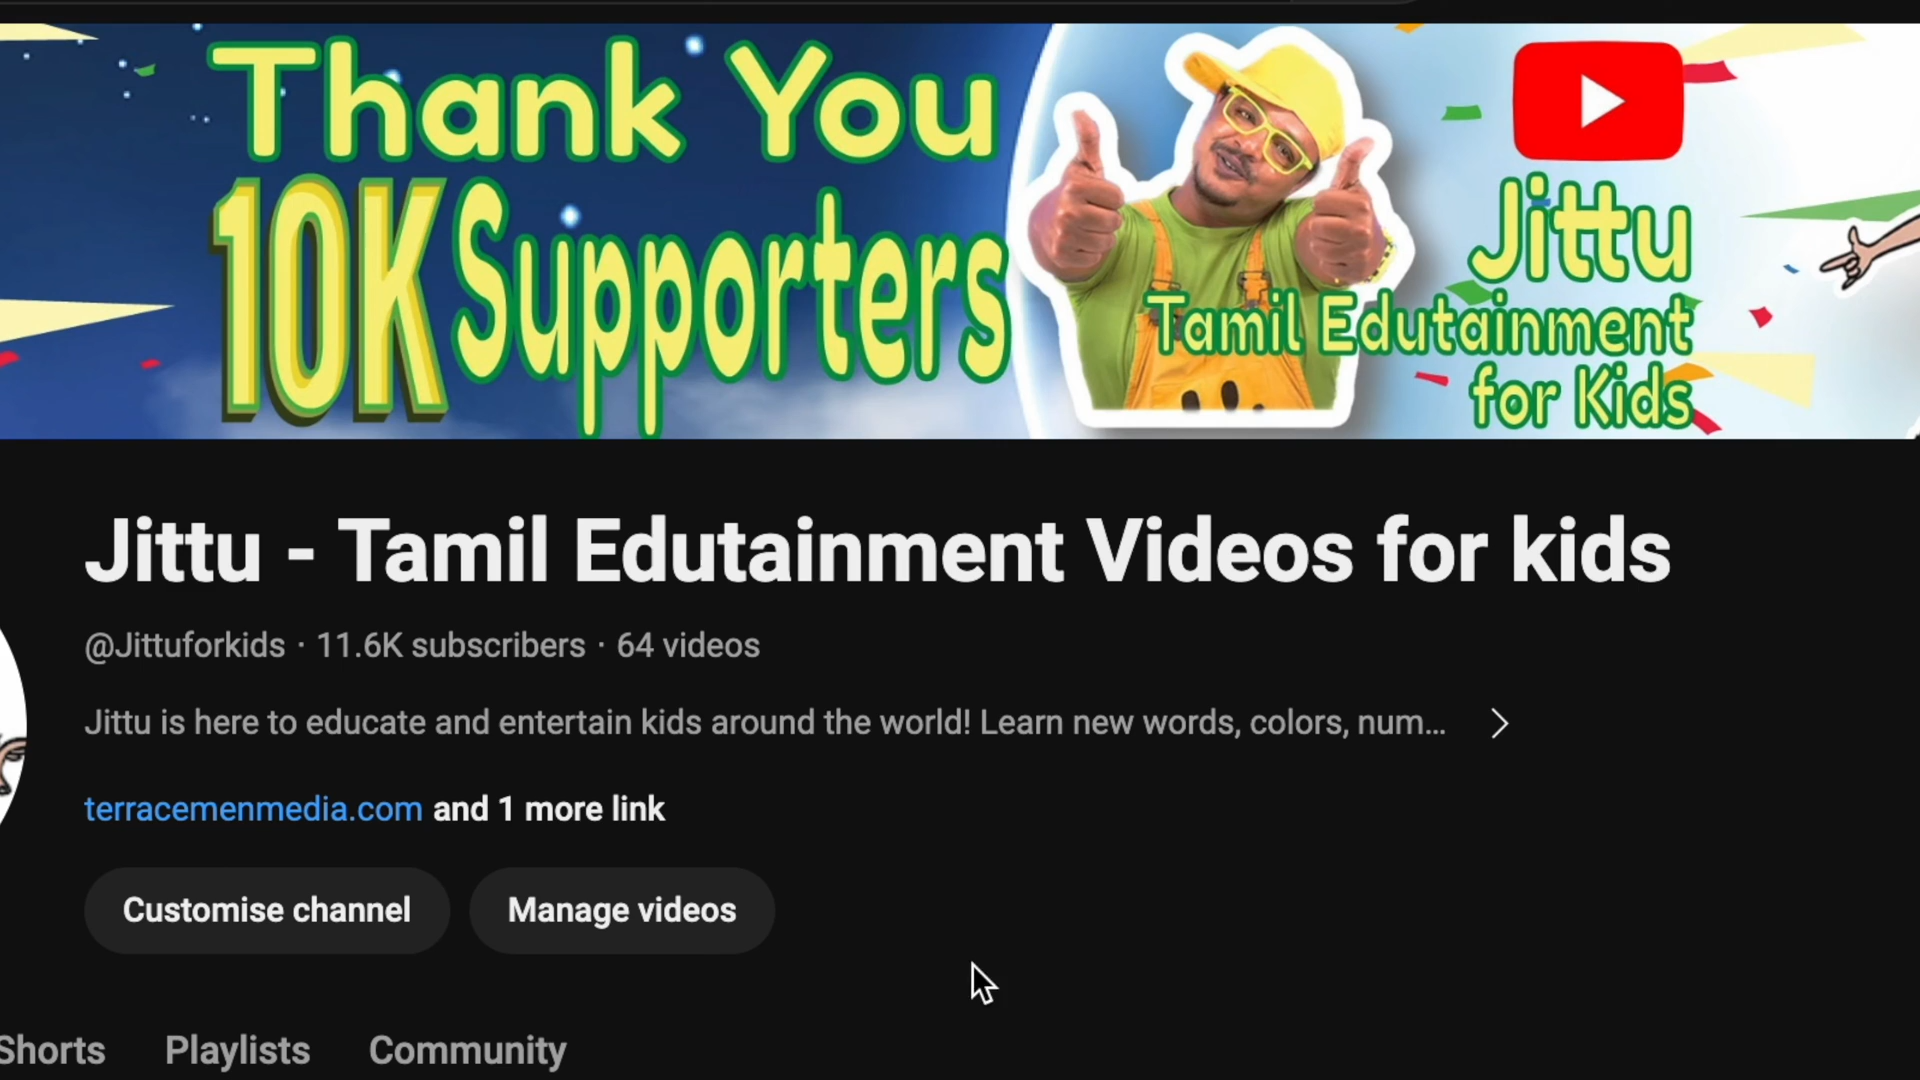 Thank You
10K Supporters
Jittu
Tamil Edutainment
for Kids
Jittu - Tamil Edutainment Videos for kids
@Jittuforkids · 11.6K subscribers · 64 videos
Jittu is here to educate and entertain kids around the world! Learn new words, colors, num...
terracemenmedia.com and 1 more link
Customise channel Manage videos
Shorts Playlists Community